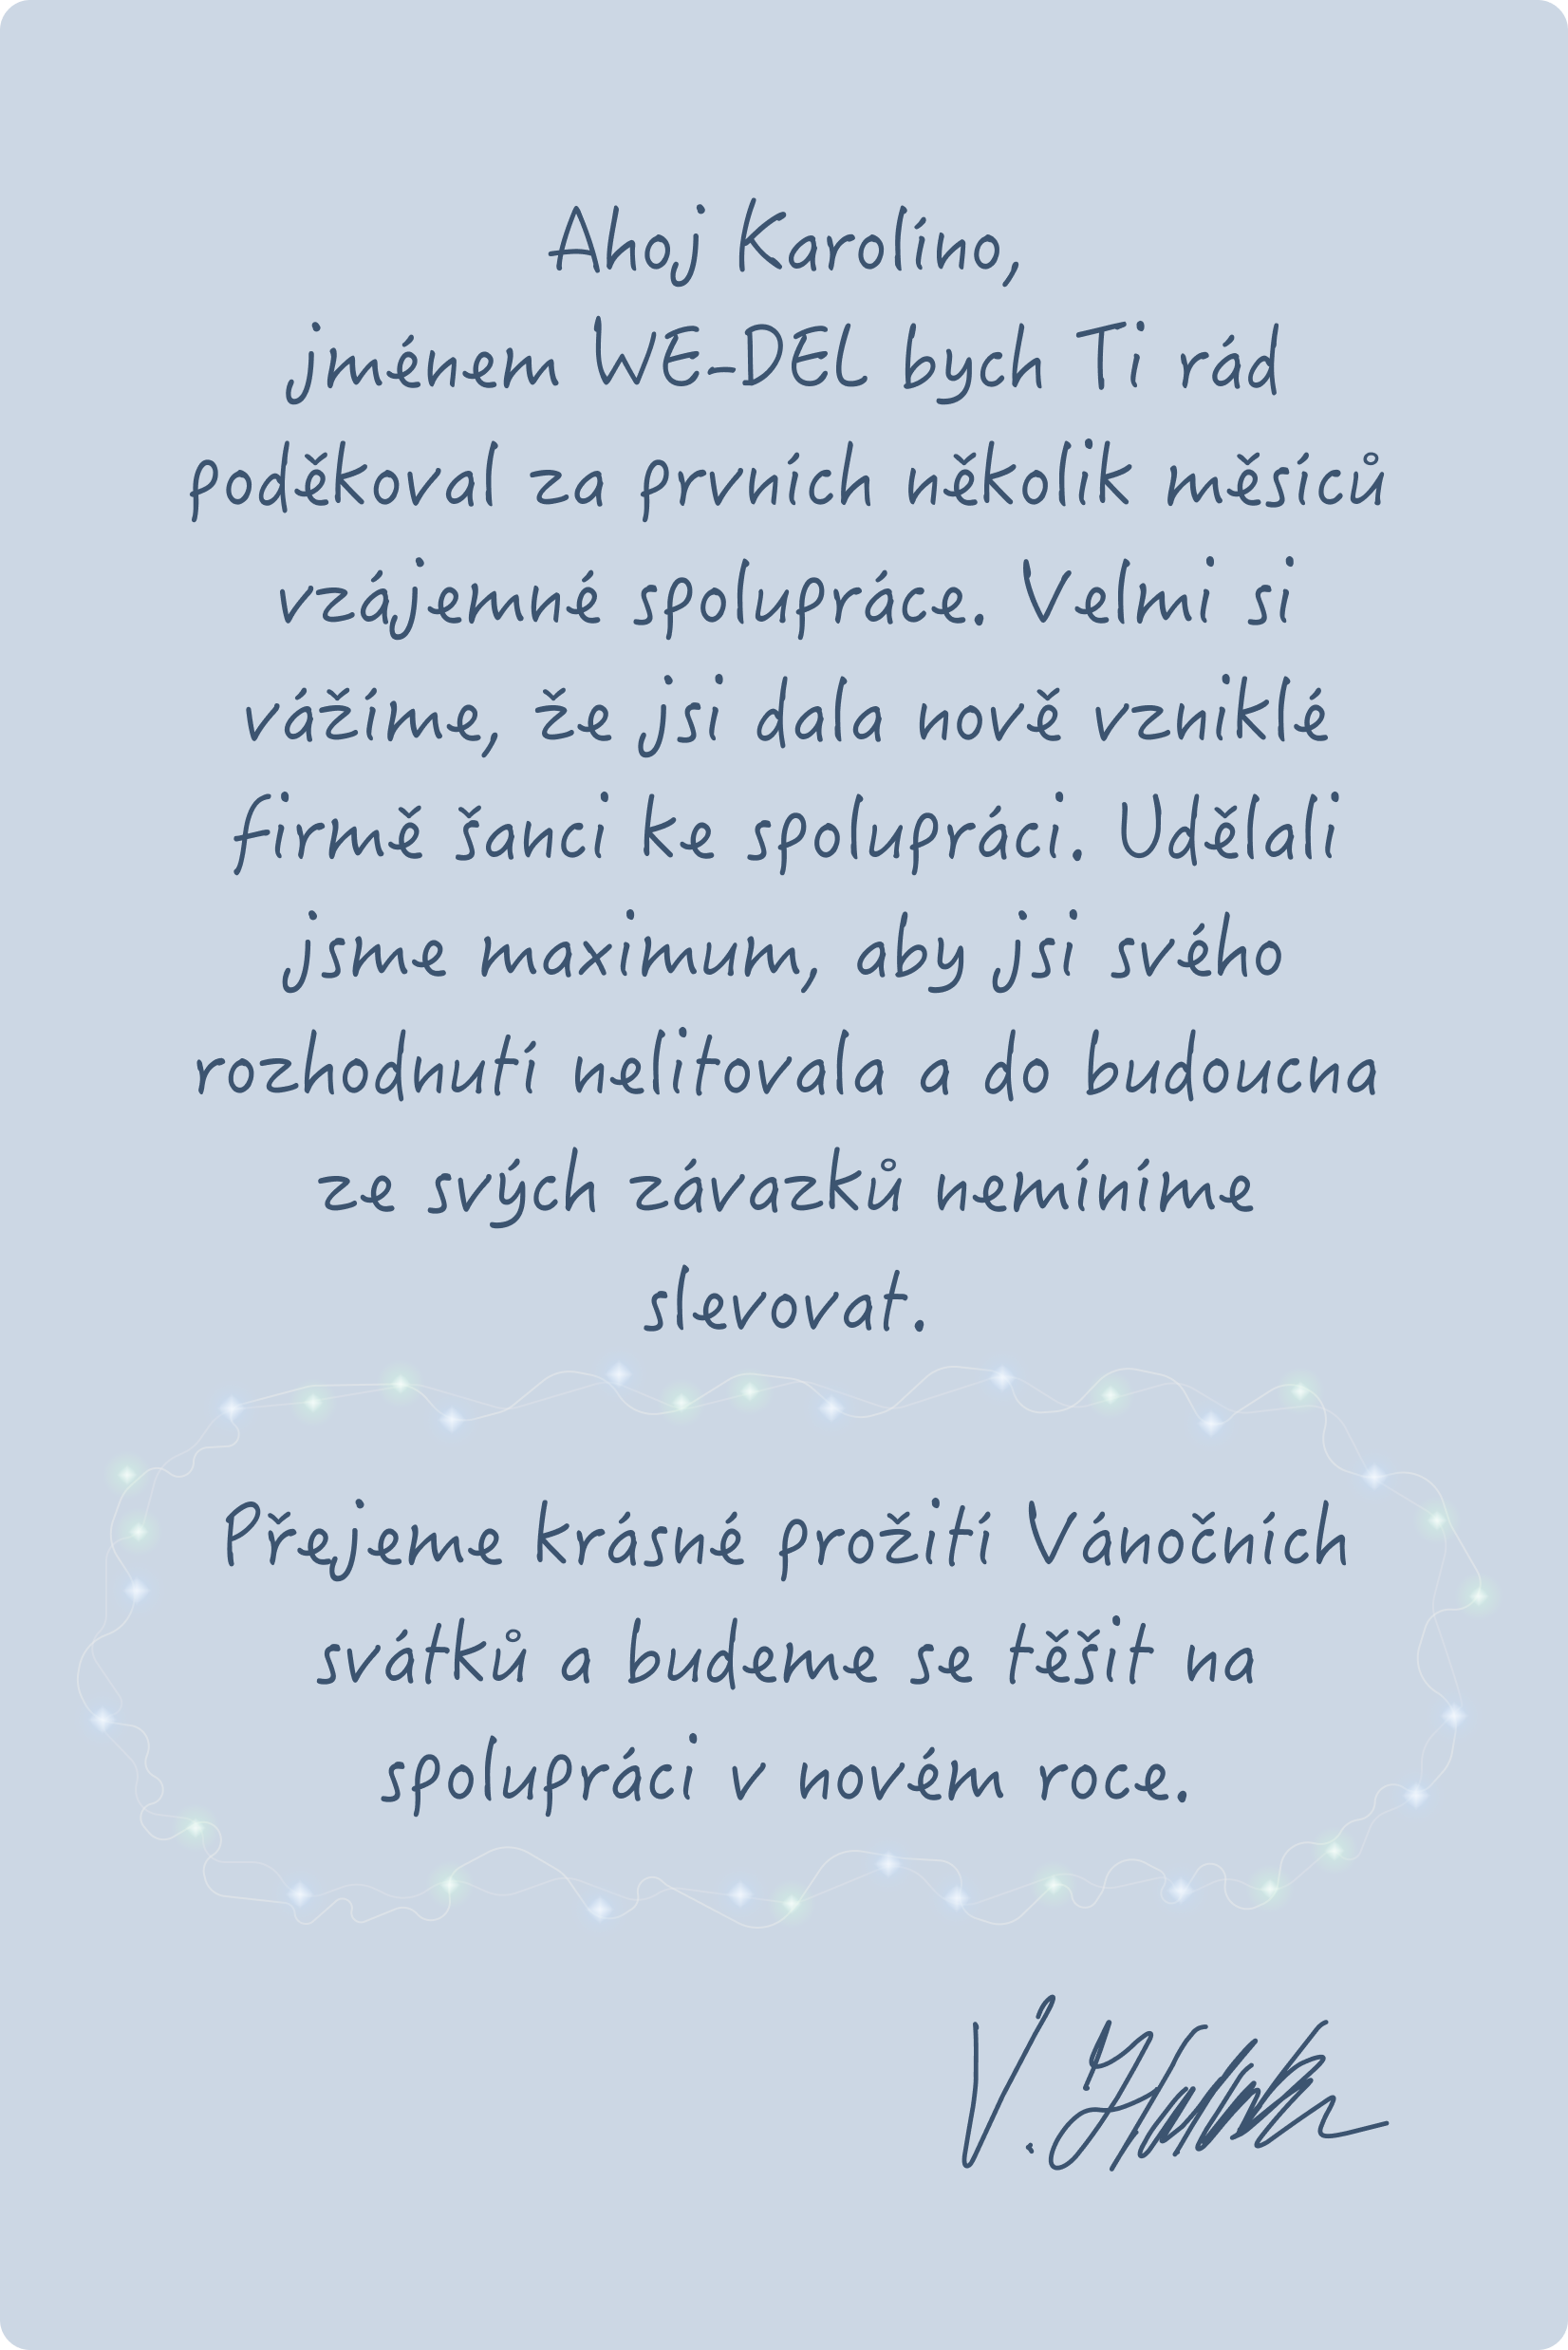 Ahoj Karolíno,
jménem WE-DEL bych Ti rád
poděkoval za prvních několik měsíců
vzájemné spolupráce. Velmi si
vážíme, že jsi dala nově vzniklé
firmě šanci ke spolupráci. Udělali
jsme maximum, aby jsi svého
rozhodnutí nelitovala a do budoucna
ze svých závazků nemíníme
slevovat.
Přejeme krásné prožití Vánočních
svátků a budeme se těšit na
spolupráci v novém roce.
V.